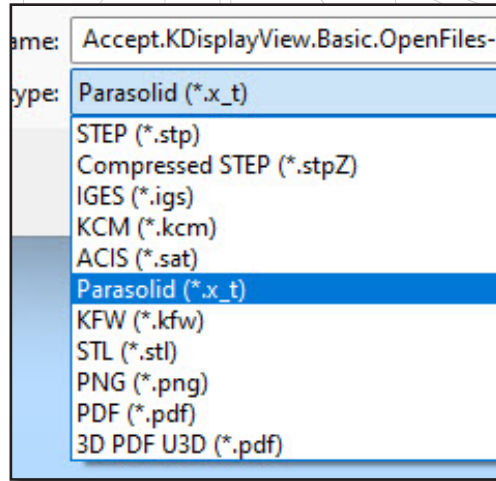 ame: Accept.KDisplayView.Basic.OpenFiles-
ype: Parasolid (*.x_t)
STEP (*.stp)
Compressed STEP (*.stpZ)
IGES (*.igs)
KCM (*.kcm)
ACIS (*.sat)
Parasolid (*.x_t)
KFW (*.kfw)
STL (*.stl)
PNG (*.png)
PDF (*.pdf)
3D PDF U3D (*.pdf)